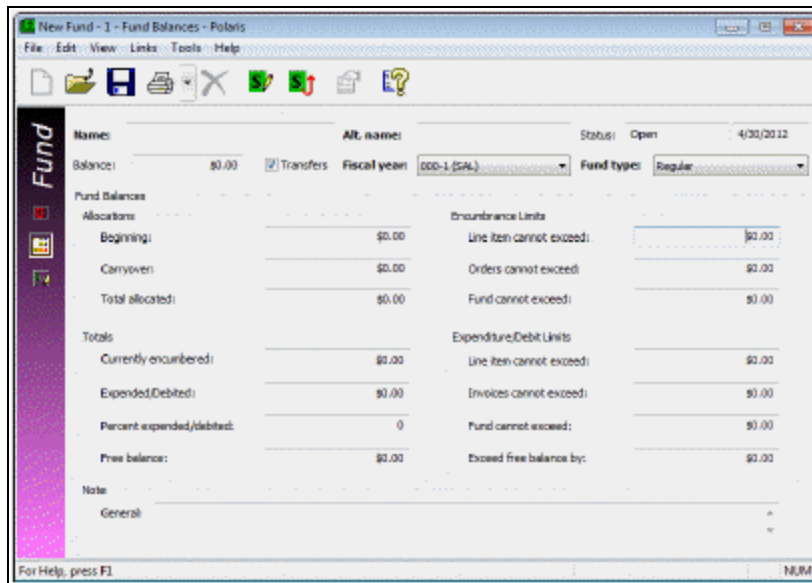 New Fund - 1 - Fund Balances - Polaris
File Edit View Links Tools Help
Fund
Name: Alt. name: Status: Open 4/30/2012
Balance: $0.00 Transfers Fiscal year: 000-1 (SAL) Fund type: Regular
Fund Balances
Allocations
Beginning: $0.00
Carryover: $0.00
Total allocated: $0.00
Encumbrance Limits
Line item cannot exceed: $0.00
Orders cannot exceed: $0.00
Fund cannot exceed: $0.00
Totals
Currently encumbered: $0.00
Expended/Debited: $0.00
Percent expended/debited: 0
Free balance: $0.00
Expenditure/Debit Limits
Line item cannot exceed: $0.00
Invoices cannot exceed: $0.00
Fund cannot exceed: $0.00
Exceed free balance by: $0.00
Note
General:
For Help, press F1
NUM